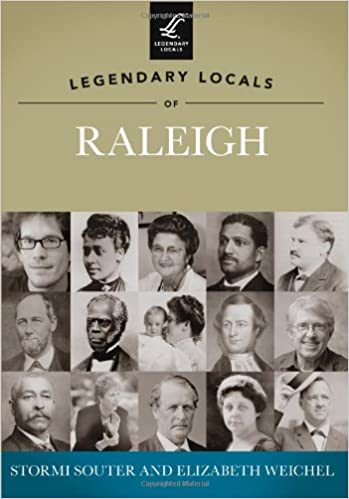 LEGENDARY
LOCALS
LEGENDARY LOCALS
OF
RALEIGH
STORMI SOUTER AND ELIZABETH WEICHEL